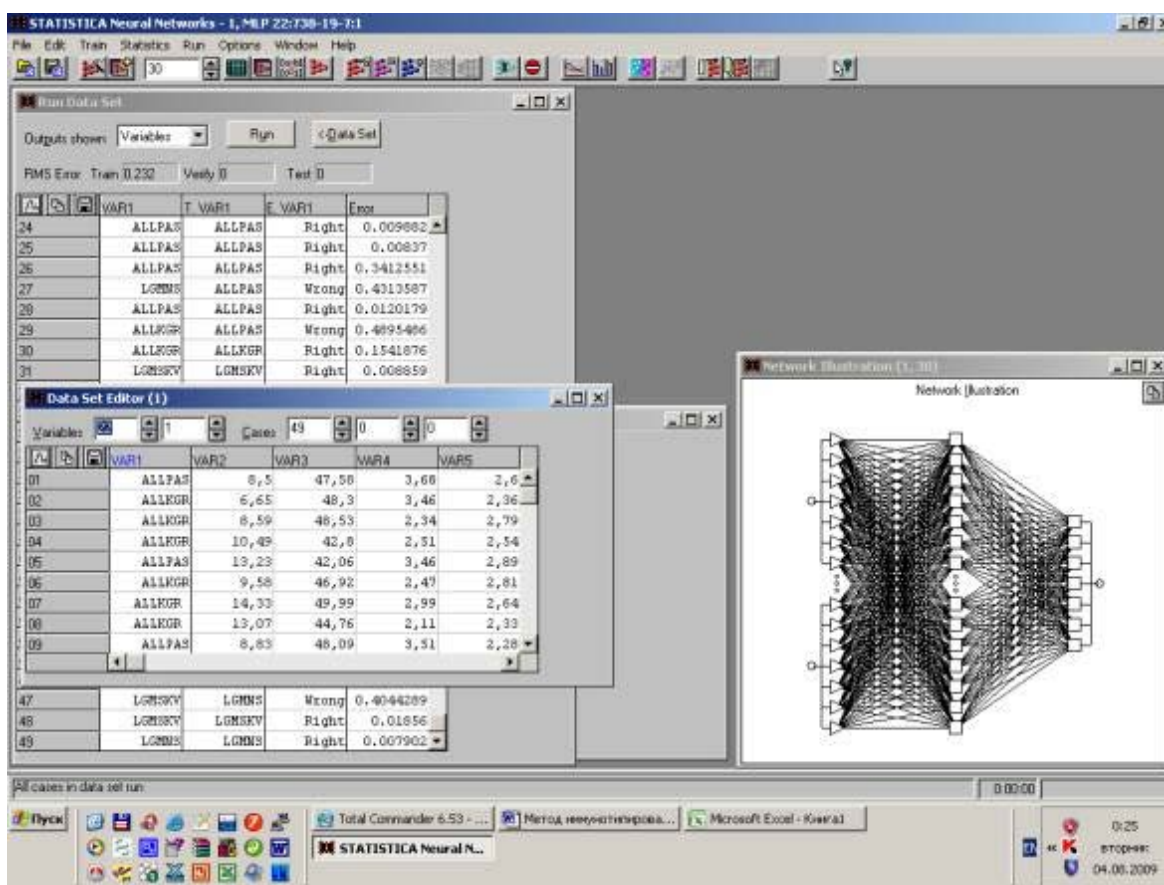 STATISTICA Neural Networks - 1, MLP 22:738-19-7:1
File Edit Train Statistics Run Options Window Help
30
Run Data Set
Outputs shown Variables Run <Data Set
RMS Error Train 0.232 Verify 0 Test 0
VAR1 T. VAR1 E. VAR1 Error
24 ALLPAS ALLPAS Right 0.009882
25 ALLPAS ALLPAS Right 0.00837
26 ALLPAS ALLPAS Right 0.3412551
27 LGMNS ALLPAS Wrong 0.4313587
28 ALLPAS ALLPAS Right 0.0120179
29 ALLKGR ALLPAS Wrong 0.4895486
30 ALLKGR ALLKGR Right 0.1541876
31 LGMSKV LGMSKV Right 0.008859
Data Set Editor (1)
Variables 1 Cases 49 0 0
VAR1 VAR2 VAR3 VAR4 VAR5
01 ALLPAS 8,5 47,58 3,68 2,6
02 ALLKGR 6,65 48,3 3,46 2,36
03 ALLKGR 8,59 48,53 2,34 2,79
04 ALLKGR 10,49 42,8 2,51 2,54
05 ALLPAS 13,23 42,06 3,46 2,89
06 ALLKGR 9,58 46,92 2,47 2,81
07 ALLKGR 14,33 49,99 2,99 2,64
08 ALLKGR 13,07 44,76 2,11 2,33
09 ALLPAS 8,83 48,09 3,51 2,28
47 LGMSKV LGMNS Wrong 0.4044289
48 LGMSKV LGMSKV Right 0.01856
49 LGMNS LGMNS Right 0.007902
Network Illustration (1, 30)
Network Illustration
All cases in data set run
0:00:00
Пуск
Total Commander 6.53 - ...
Метод иммунотипирова...
Microsoft Excel - Книга1
STATISTICA Neural N...
0:25
вторник
04.08.2009